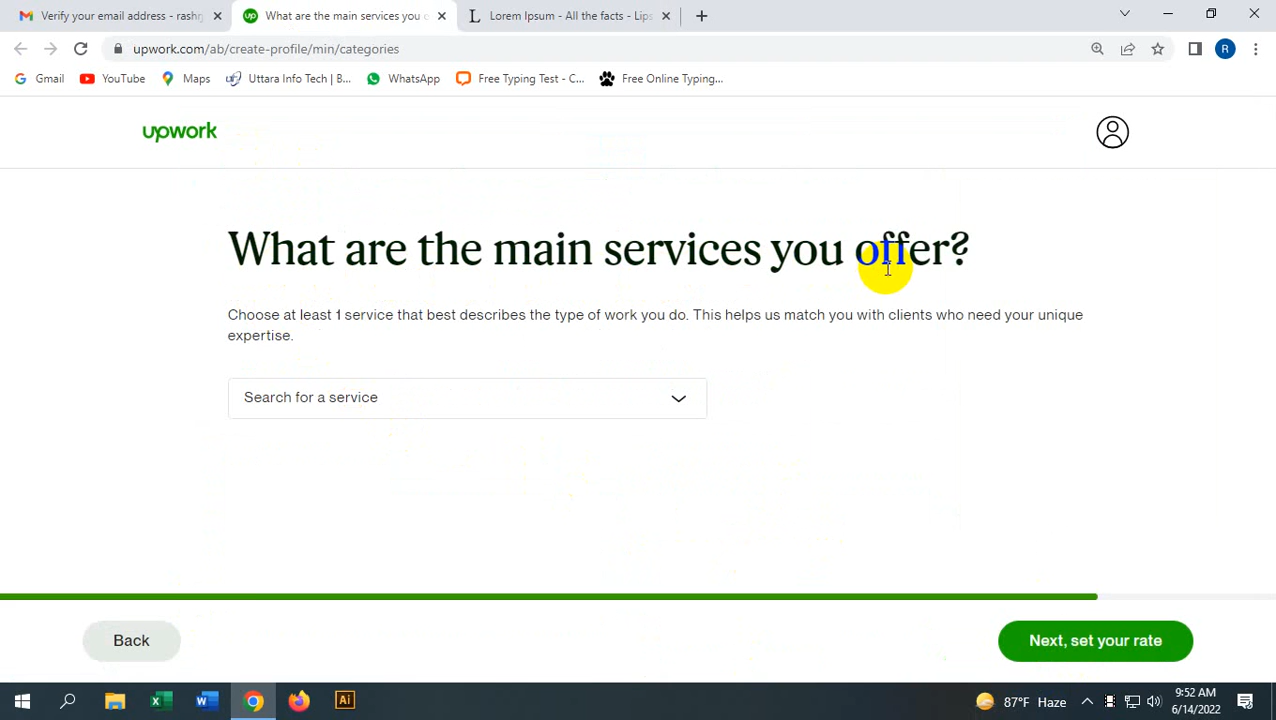 Verify your email address - rashr
What are the main services you o
Lorem Ipsum - All the facts - Lips
upwork.com/ab/create-profile/min/categories
R
Gmail
YouTube
Maps
Uttara Info Tech | B...
WhatsApp
Free Typing Test - C...
Free Online Typing...
upwork
What are the main services you offer?
Choose at least 1 service that best describes the type of work you do. This helps us match you with clients who need your unique
expertise.
Search for a service
Back
Next, set your rate
87°F Haze
9:52 AM
6/14/2022